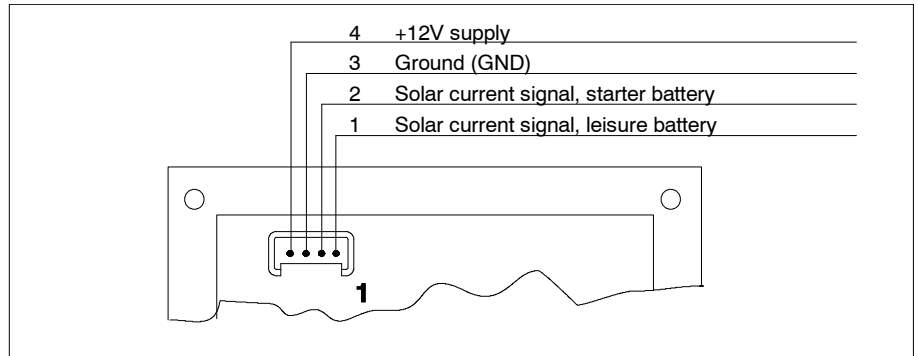 4 +12V supply
3 Ground (GND)
2 Solar current signal, starter battery
1 Solar current signal, leisure battery
1